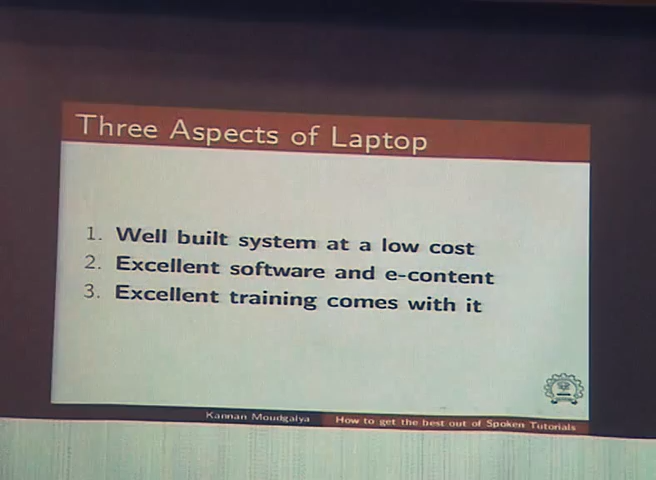 Three Aspects of Laptop
1. Well built system at a low cost
2. Excellent software and e-content
3. Excellent training comes with it
Kannan Moudgalya How to get the best out of Spoken Tutorials